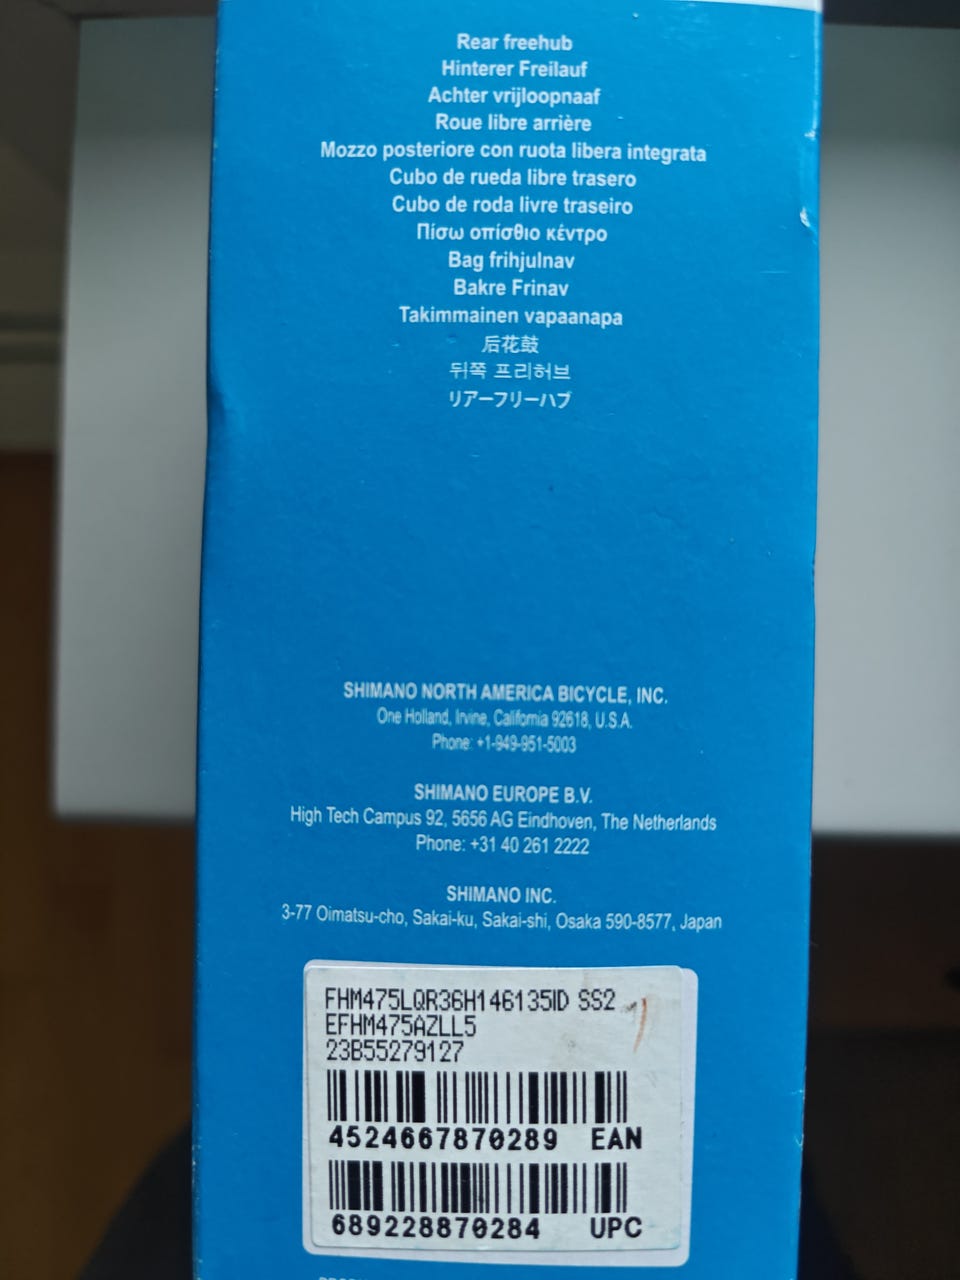 Rear freehub
Hinterer Freilauf
Achter vrijloopnaaf
Roue libre arrière
Mozzo posteriore con ruota libera integrata
Cubo de rueda libre trasero
Cubo de roda livre traseiro
Πίσω οπίσθιο κέντρο
Bag frihjulnav
Bakre Frinav
Takimmainen vapaanapa
后花鼓
뒤쪽 프리허브
リアーフリーハブ
SHIMANO NORTH AMERICA BICYCLE, INC.
One Holland, Irvine, California 92618, U.S.A.
Phone: +1-949-951-5003
SHIMANO EUROPE B.V.
High Tech Campus 92, 5656 AG Eindhoven, The Netherlands
Phone: +31 40 261 2222
SHIMANO INC.
3-77 Oimatsu-cho, Sakai-ku, Sakai-shi, Osaka 590-8577, Japan
FHM475LQR36H146135ID SS2
EFHM475AZLL5
23B55279127
4524667870289 EAN
689228870284 UPC